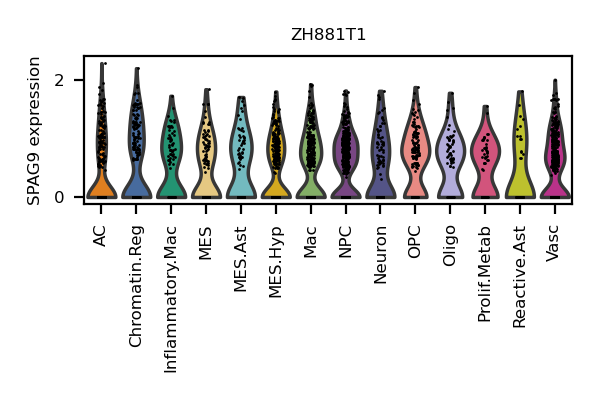 ZH881T1
SPAG9 expression
2
0
AC
Chromatin.Reg
Inflammatory.Mac
MES
MES.Ast
MES.Hyp
Mac
NPC
Neuron
OPC
Oligo
Prolif.Metab
Reactive.Ast
Vasc